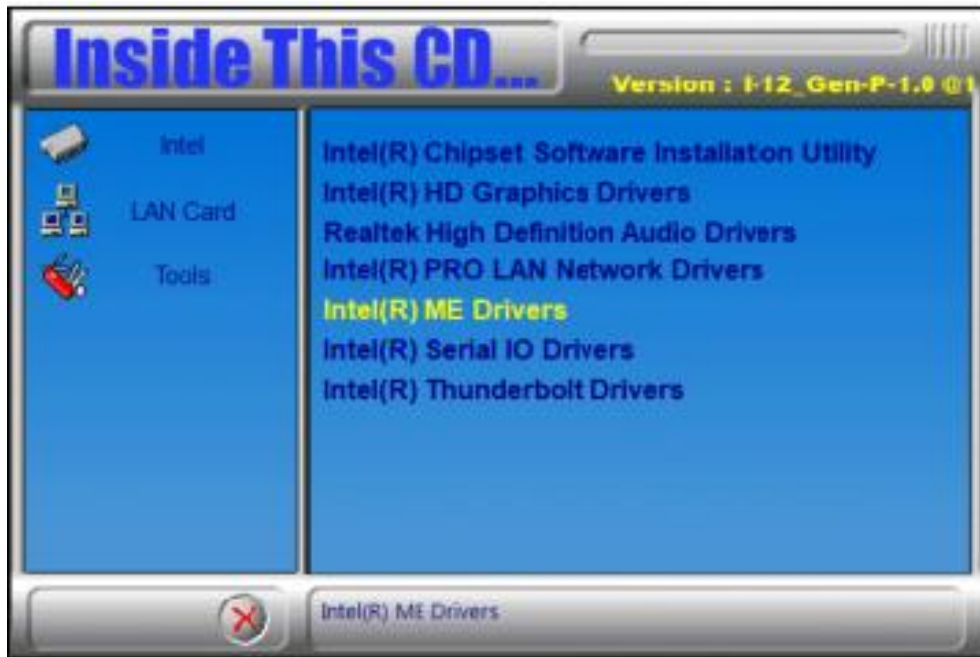 Inside This CD...
Version : I-12_Gen-P-1.0 @1
Intel
LAN Card
Tools
Intel(R) Chipset Software Installation Utility
Intel(R) HD Graphics Drivers
Realtek High Definition Audio Drivers
Intel(R) PRO LAN Network Drivers
Intel(R) ME Drivers
Intel(R) Serial IO Drivers
Intel(R) Thunderbolt Drivers
Intel(R) ME Drivers